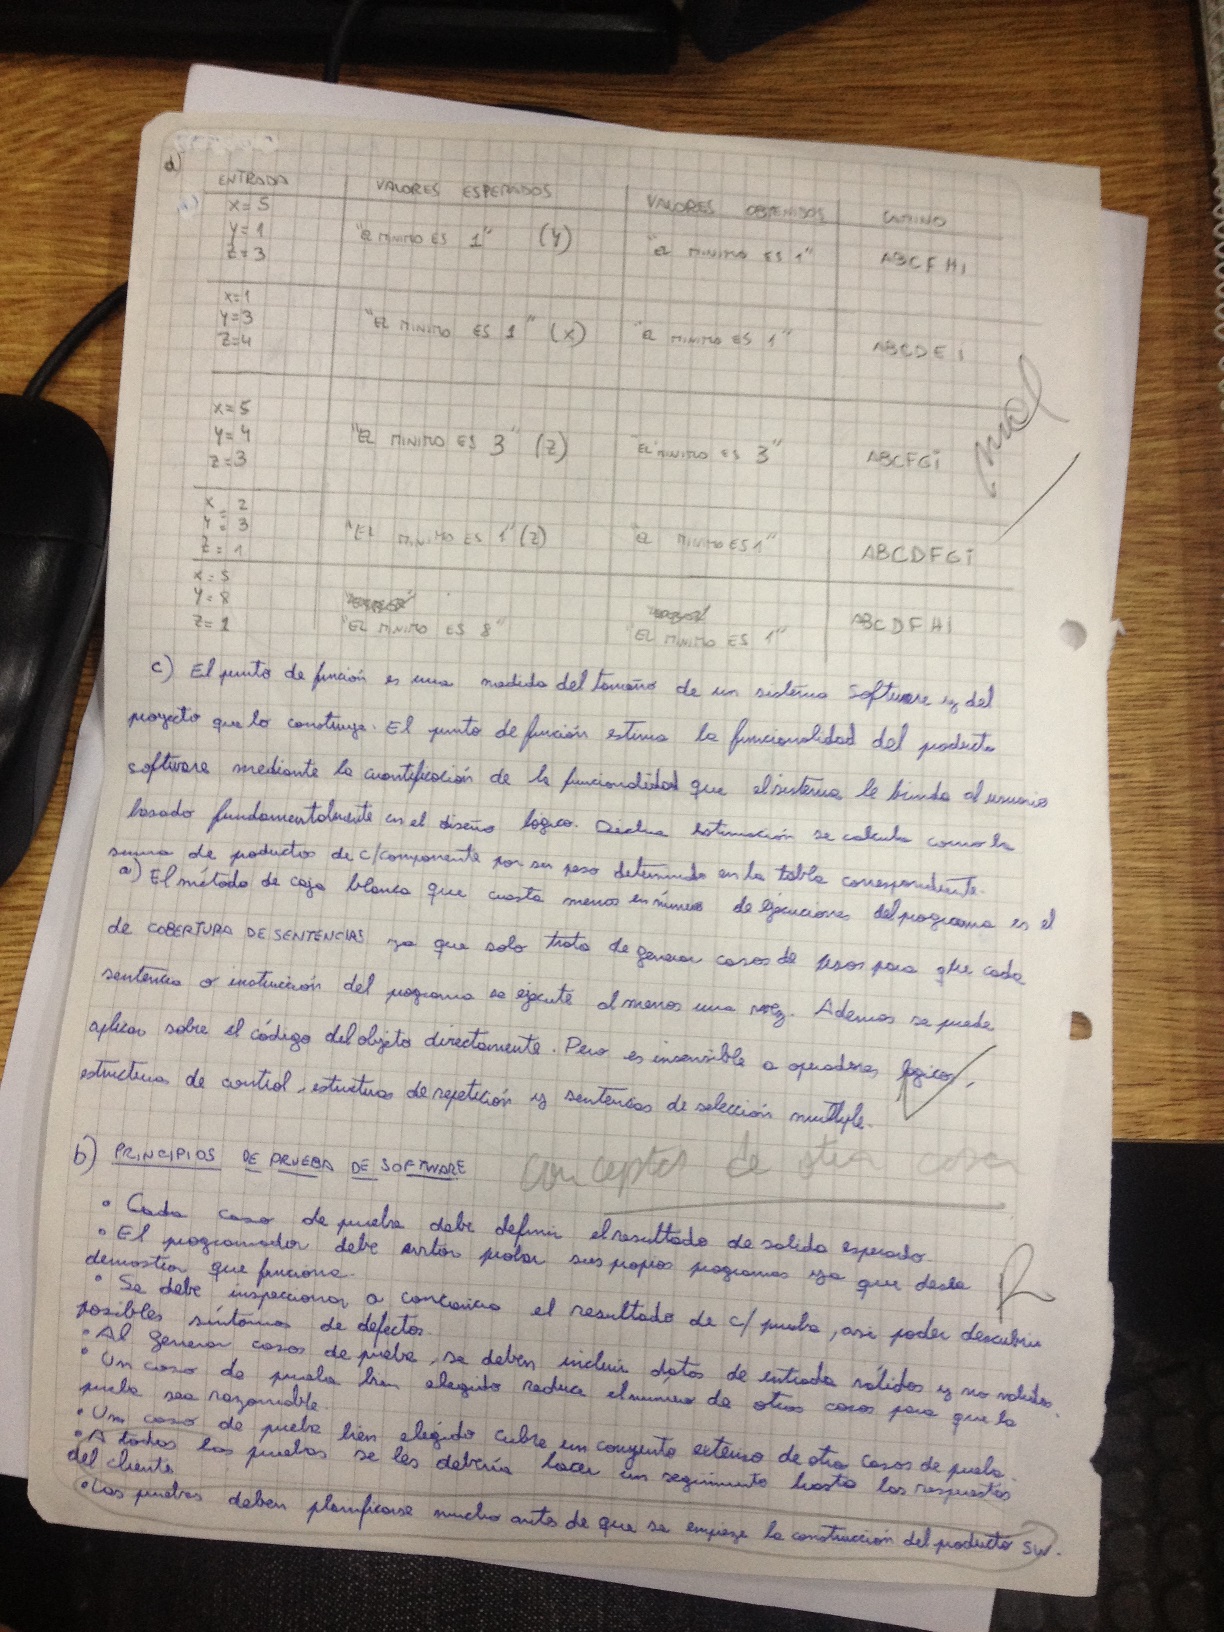 d)
ENTRADA VALORES ESPERADOS VALORES OBTENIDOS CAMINO
X=5
Y=1 "EL MINIMO ES 1" (Y) "EL MINIMO ES 1" ABCFHI
Z=3
X=1
Y=3 "EL MINIMO ES 1" (X) "EL MINIMO ES 1" ABCDEI
Z=4
X=5
Y=4 "EL MINIMO ES 3" (Z) "EL MINIMO ES 3" ABCFGI
Z=3
mal
X=2
Y=3 "EL MINIMO ES 1" (Z) "EL MINIMO ES 1" ABCDFGI
Z=1
X=5
Y=8
Z=1 "EL MINIMO ES 8" "EL MINIMO ES 1" ABCDFHI
c) El punto de función es una medida del tamaño de un sistema software y del
proyecto que lo construye. El punto de función estima la funcionalidad del producto
software mediante la cuantificación de la funcionalidad que el sistema le brinda al usuario
basado fundamentalmente en el diseño logico. Dicha estimación se calcula como la
suma de productos de c/componente por su peso determinado en la tabla correspondiente.
a) El método de caja blanca que cuesta menos en número de ejecuciones del programa es el
de COBERTURA DE SENTENCIAS ya que solo trata de generar casos de para que cada
sentencia o instrucción del programa se ejecute al menos una vez. Ademas se puede
aplicar sobre el código del objeto directamente. Pero es insensible a operadores logicos,
estructuras de control, estructuras de repetición y sentencias de selección multiple.
b) PRINCIPIOS DE PRUEBA DE SOFTWARE conceptos de otra cosa
• Cada caso de prueba debe definir el resultado de salida esperado.
• El programador debe evitar probar sus propios programas ya que desea
demostrar que funciona.
R
• Se debe inspeccionar a conciencia el resultado de c/ prueba, asi poder descubrir
posibles síntomas de defectos.
• Al generar casos de prueba, se deben incluir datos de entrada válidos y no validos.
• Un caso de prueba bien elegido reduce el número de otros casos para que la
prueba sea razonable.
• Un caso de prueba bien elegido cubre un conjunto extenso de otro casos de prueba.
• A todas las pruebas se les debería hacer un seguimiento hasta los respuestos
del cliente
• Las pruebas deben planificarse mucho antes de que se empieze la construcción del producto SW.